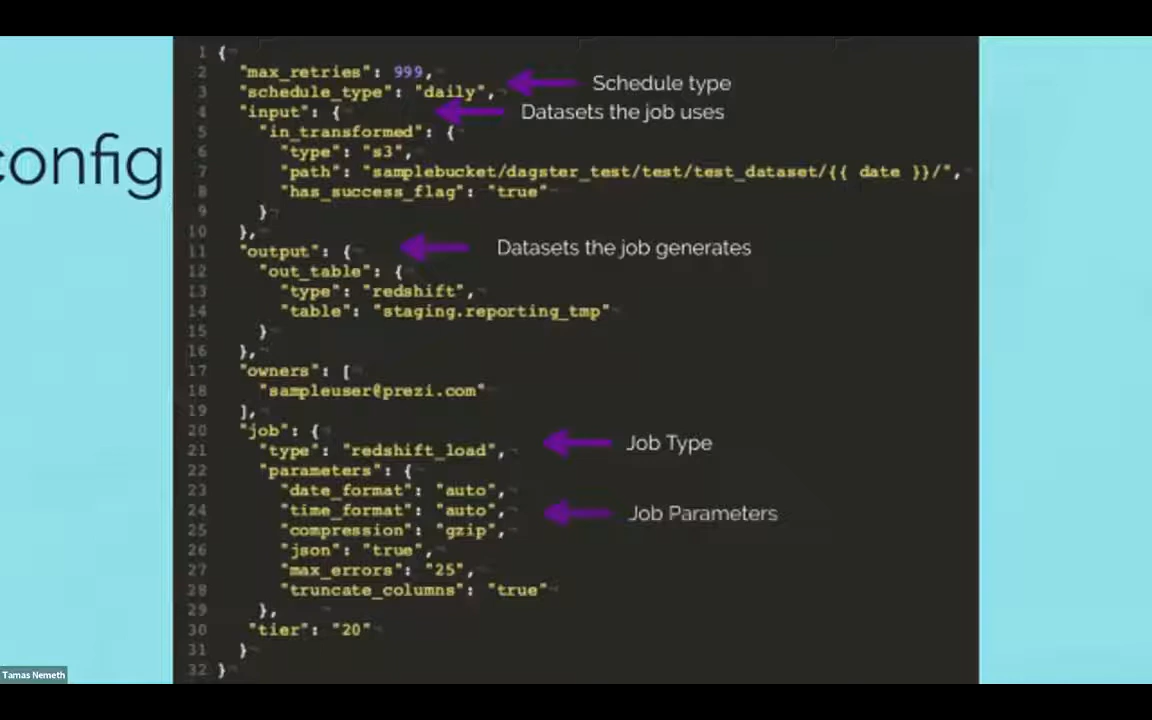 config
1 {
2 "max_retries": 999,
3 "schedule_type": "daily",
Schedule type
4 "input": {
Datasets the job uses
5 "in_transformed": {
6 "type": "s3",
7 "path": "samplebucket/dagster_test/test/test_dataset/{{ date }}/",
8 "has_success_flag": "true"
9 }
10 },
11 "output": {
Datasets the job generates
12 "out_table": {
13 "type": "redshift",
14 "table": "staging.reporting_tmp"
15 }
16 },
17 "owners": [
18 "sampleuser@prezi.com"
19 ],
20 "job": {
21 "type": "redshift_load",
Job Type
22 "parameters": {
23 "date_format": "auto",
24 "time_format": "auto",
Job Parameters
25 "compression": "gzip",
26 "json": "true",
27 "max_errors": "25",
28 "truncate_columns": "true"
29 },
30 "tier": "20"
31 }
32 }
Tamas Nemeth